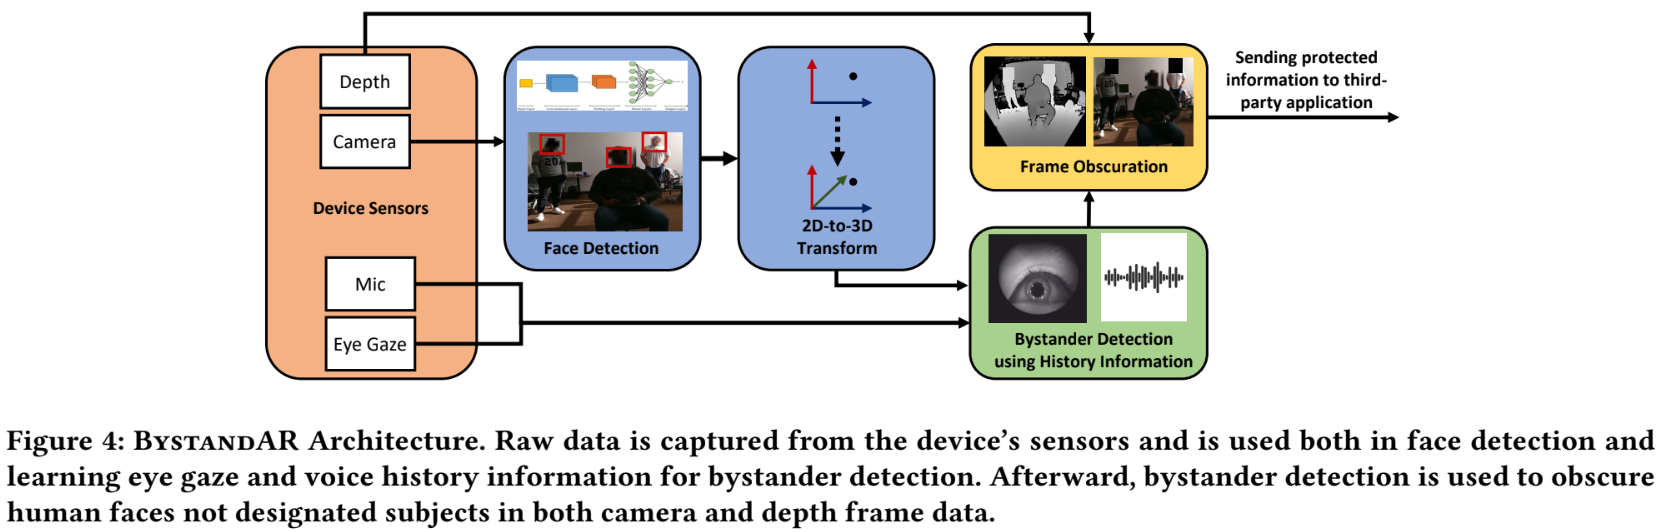 Depth
Camera
Device Sensors
Mic
Eye Gaze
Face Detection
2D-to-3D
Transform
Frame Obscuration
Bystander Detection
using History Information
Sending protected
information to third-
party application
Figure 4: BystandAR Architecture. Raw data is captured from the device's sensors and is used both in face detection and
learning eye gaze and voice history information for bystander detection. Afterward, bystander detection is used to obscure
human faces not designated subjects in both camera and depth frame data.